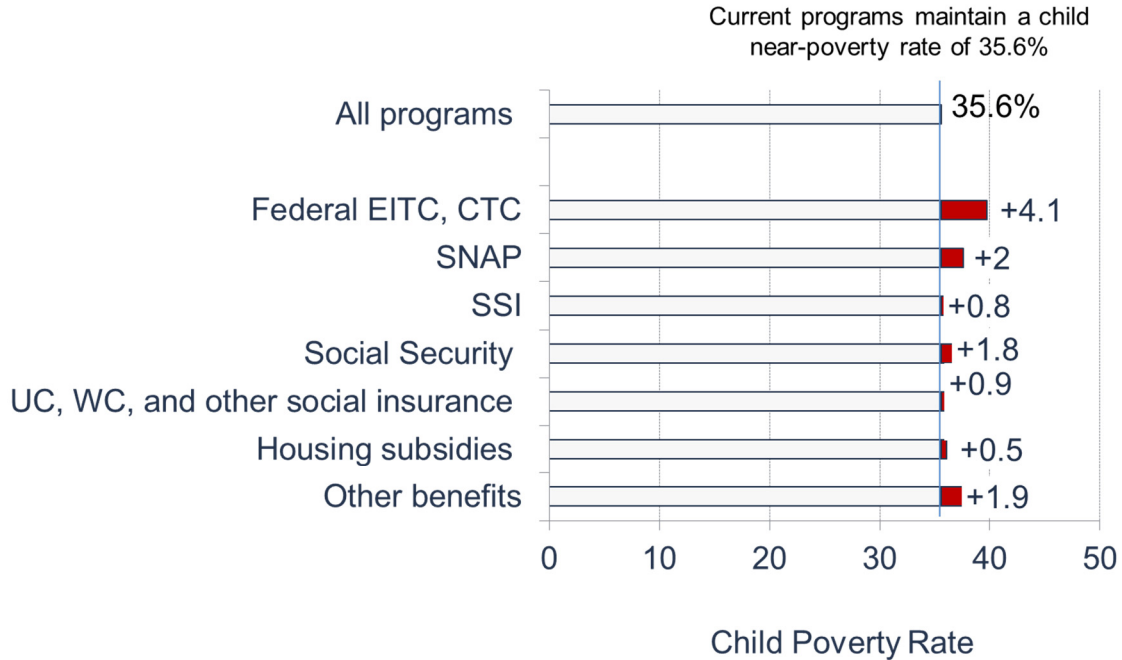 Current programs maintain a child
near-poverty rate of 35.6%
All programs 35.6%
Federal EITC, CTC +4.1
SNAP +2
SSI +0.8
Social Security +1.8
UC, WC, and other social insurance +0.9
Housing subsidies +0.5
Other benefits +1.9
0 10 20 30 40 50
Child Poverty Rate